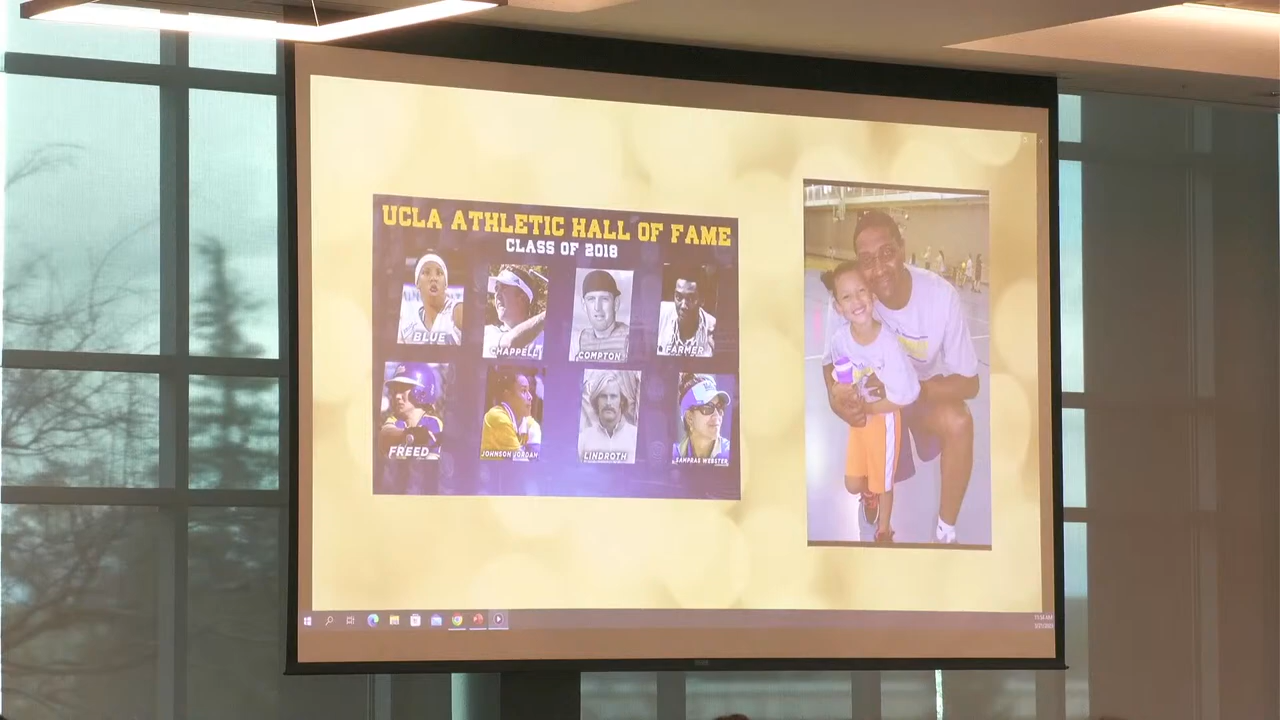 UCLA ATHLETIC HALL OF FAME
CLASS OF 2018
BLUE
CHAPPELL
COMPTON
FARMER
FREED
JOHNSON JORDAN
LINDROTH
SAMPRAS WEBSTER